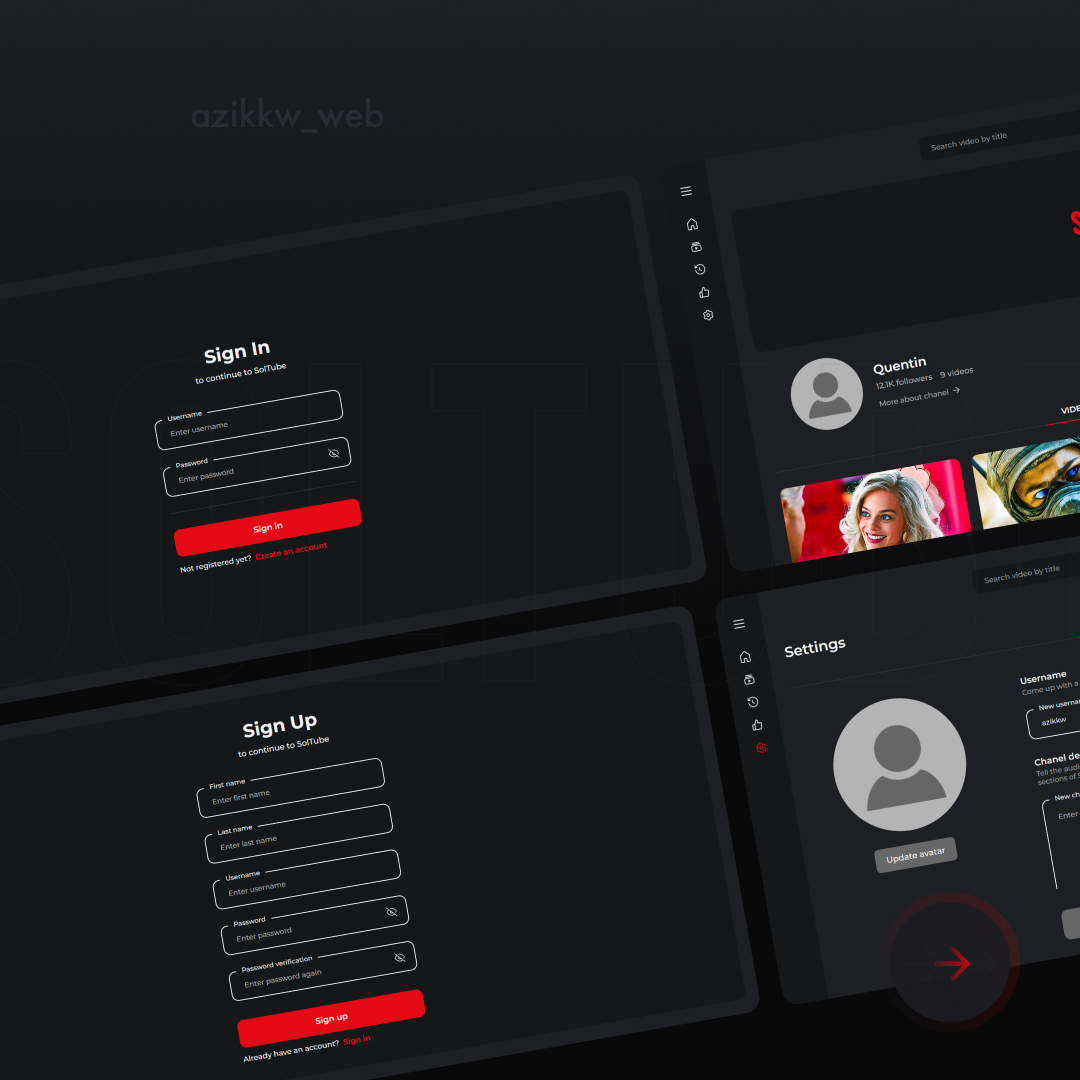 azikkw_web
Sign In
to continue to SolTube
Username
Enter username
Password
Enter password
Sign in
Not registered yet? Create an account
Sign Up
to continue to SolTube
First name
Enter first name
Last name
Enter last name
Username
Enter username
Password
Enter password
Password verification
Enter password again
Sign up
Already have an account? Sign in
Search video by title
S
Quentin
12.1K followers 9 videos
More about chanel
VIDE
Search video by title
Settings
Update avatar
Username
Come up with a
New userna
azikkw
Chanel de
Tell the audi
sections of S
New ch
Enter